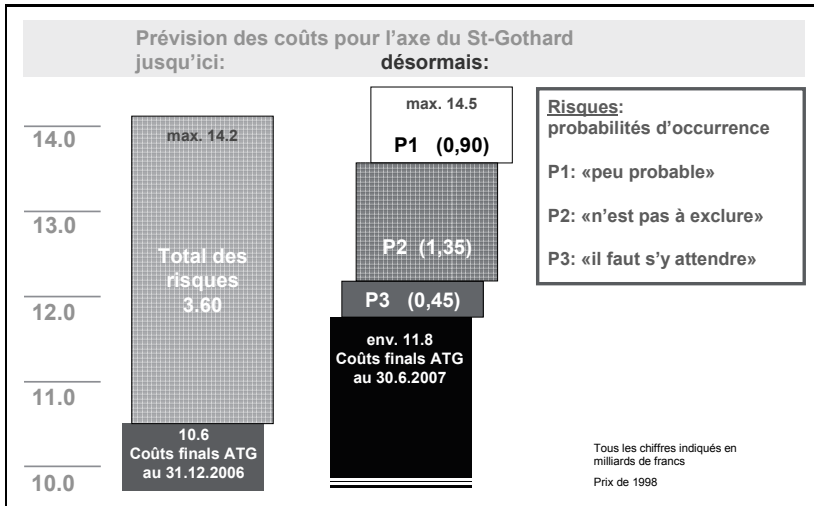 Prévision des coûts pour l'axe du St-Gothard
jusqu'ici: désormais:
14.0
13.0
12.0
11.0
10.0
max. 14.2
Total des
risques
3.60
10.6
Coûts finals ATG
au 31.12.2006
max. 14.5
P1 (0,90)
P2 (1,35)
P3 (0,45)
env. 11.8
Coûts finals ATG
au 30.6.2007
Risques:
probabilités d'occurrence
P1: «peu probable»
P2: «n'est pas à exclure»
P3: «il faut s'y attendre»
Tous les chiffres indiqués en
milliards de francs
Prix de 1998